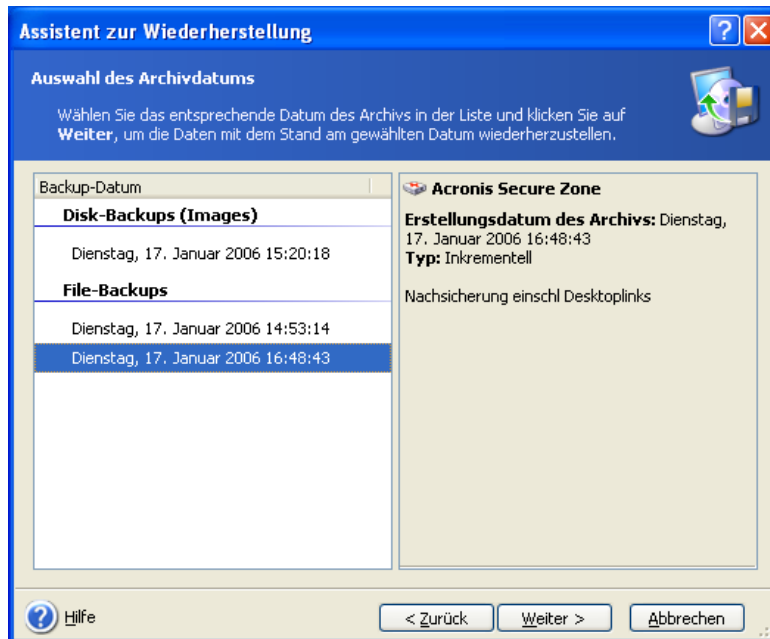 Assistent zur Wiederherstellung
Auswahl des Archivdatums
Wählen Sie das entsprechende Datum des Archivs in der Liste und klicken Sie auf
Weiter, um die Daten mit dem Stand am gewählten Datum wiederherzustellen.
Backup-Datum
Disk-Backups (Images)
Dienstag, 17. Januar 2006 15:20:18
File-Backups
Dienstag, 17. Januar 2006 14:53:14
Dienstag, 17. Januar 2006 16:48:43
Acronis Secure Zone
Erstellungsdatum des Archivs: Dienstag,
17. Januar 2006 16:48:43
Typ: Inkrementell
Nachsicherung einschl Desktoplinks
Hilfe
< Zurück
Weiter >
Abbrechen